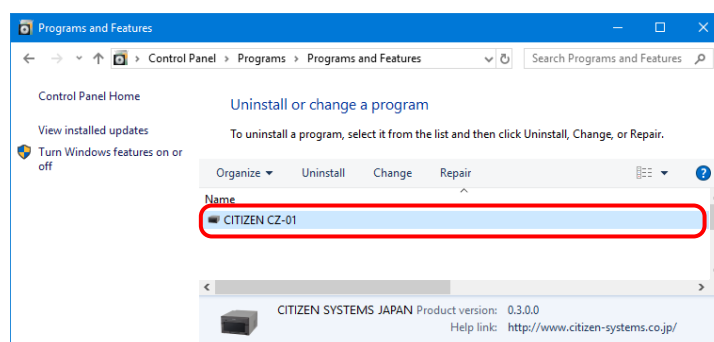 Programs and Features
Control Panel > Programs > Programs and Features
Search Programs and Features
Control Panel Home
View installed updates
Turn Windows features on or
off
Uninstall or change a program
To uninstall a program, select it from the list and then click Uninstall, Change, or Repair.
Organize Uninstall Change Repair
Name
CITIZEN CZ-01
CITIZEN SYSTEMS JAPAN Product version: 0.3.0.0
Help link: http://www.citizen-systems.co.jp/